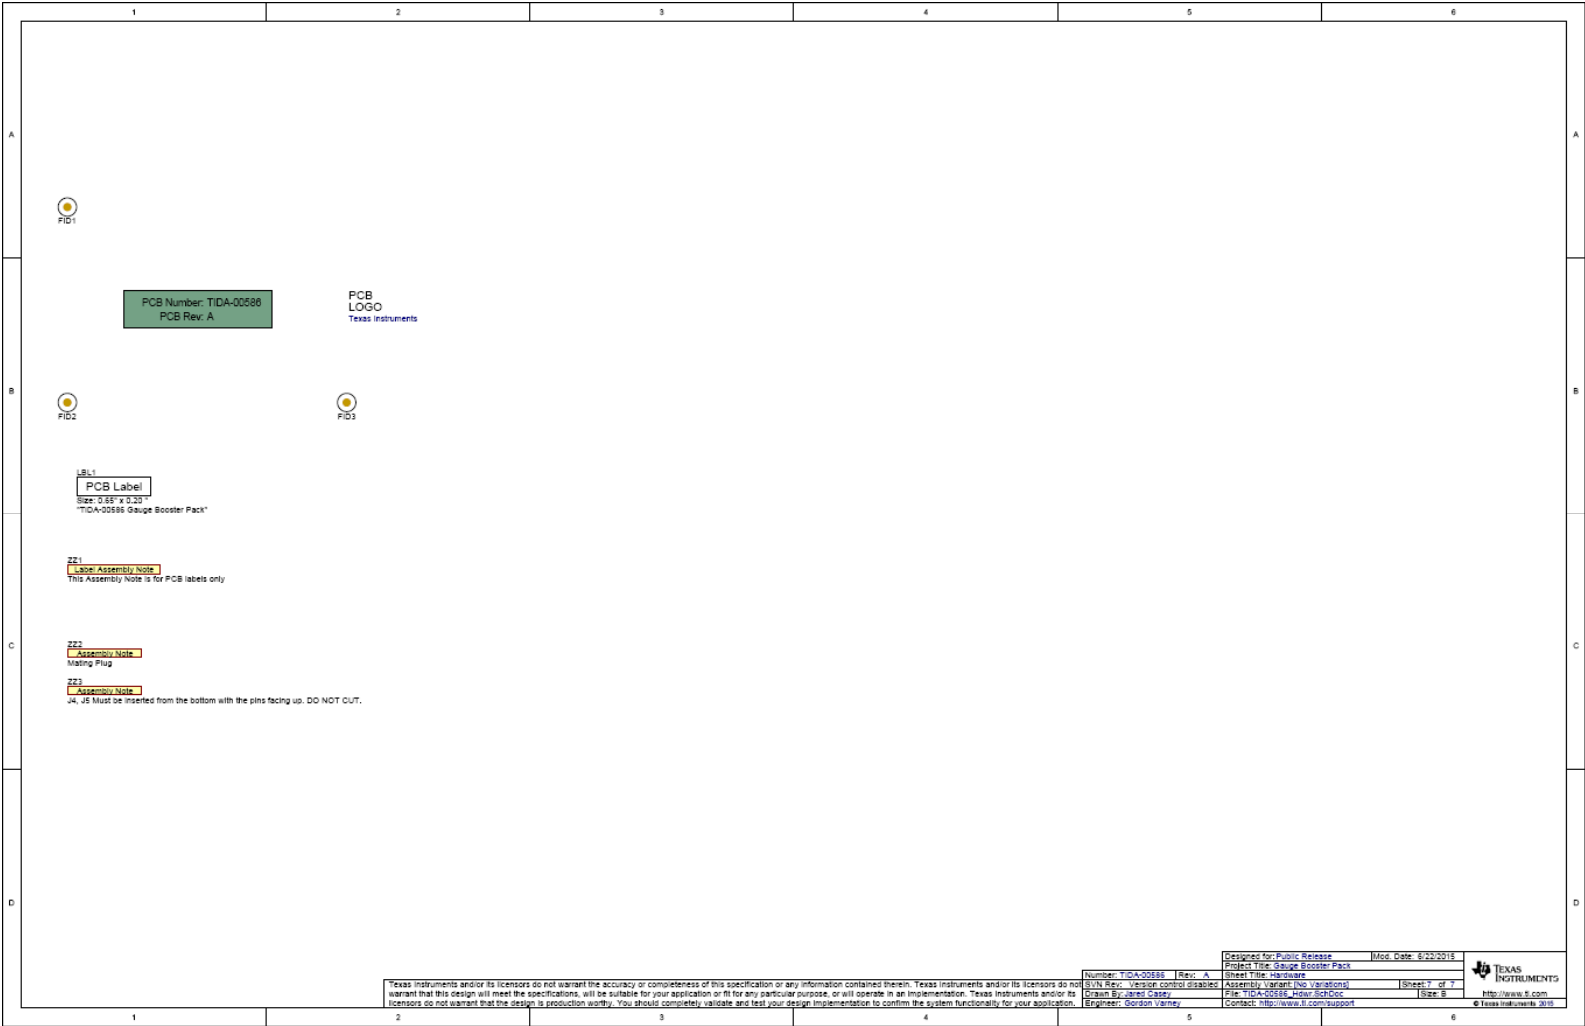 1 2 3 4 5 6
A A
FID1
PCB Number: TIDA-00586
PCB Rev: A
PCB
LOGO
Texas Instruments
B B
FID2 FID3
LBL1
PCB Label
Size: 0.65" x 0.20 "
"TIDA-00586 Gauge Booster Pack"
ZZ1
Label Assembly Note
This Assembly Note is for PCB labels only
C C
ZZ2
Assembly Note
Mating Plug
ZZ3
Assembly Note
J4, J5 Must be inserted from the bottom with the pins facing up. DO NOT CUT.
D D
Texas Instruments and/or its licensors do not warrant the accuracy or completeness of this specification or any information contained therein. Texas Instruments and/or its licensors do not
warrant that this design will meet the specifications, will be suitable for your application or fit for any particular purpose, or will operate in an implementation. Texas Instruments and/or its
licensors do not warrant that the design is production worthy. You should completely validate and test your design implementation to confirm the system functionality for your application.
Number: TIDA-00586 Rev: A
SVN Rev: Version control disabled
Drawn By: Jared Casey
Engineer: Gordon Varney
Designed for: Public Release Mod. Date: 6/22/2015
Project Title: Gauge Booster Pack
Sheet Title: Hardware
Assembly Variant: [No Variations] Sheet: 7 of 7
File: TIDA-00586_Hdwr.SchDoc Size: B
Contact: http://www.ti.com/support
TEXAS
INSTRUMENTS
http://www.ti.com
© Texas Instruments 2015
1 2 3 4 5 6